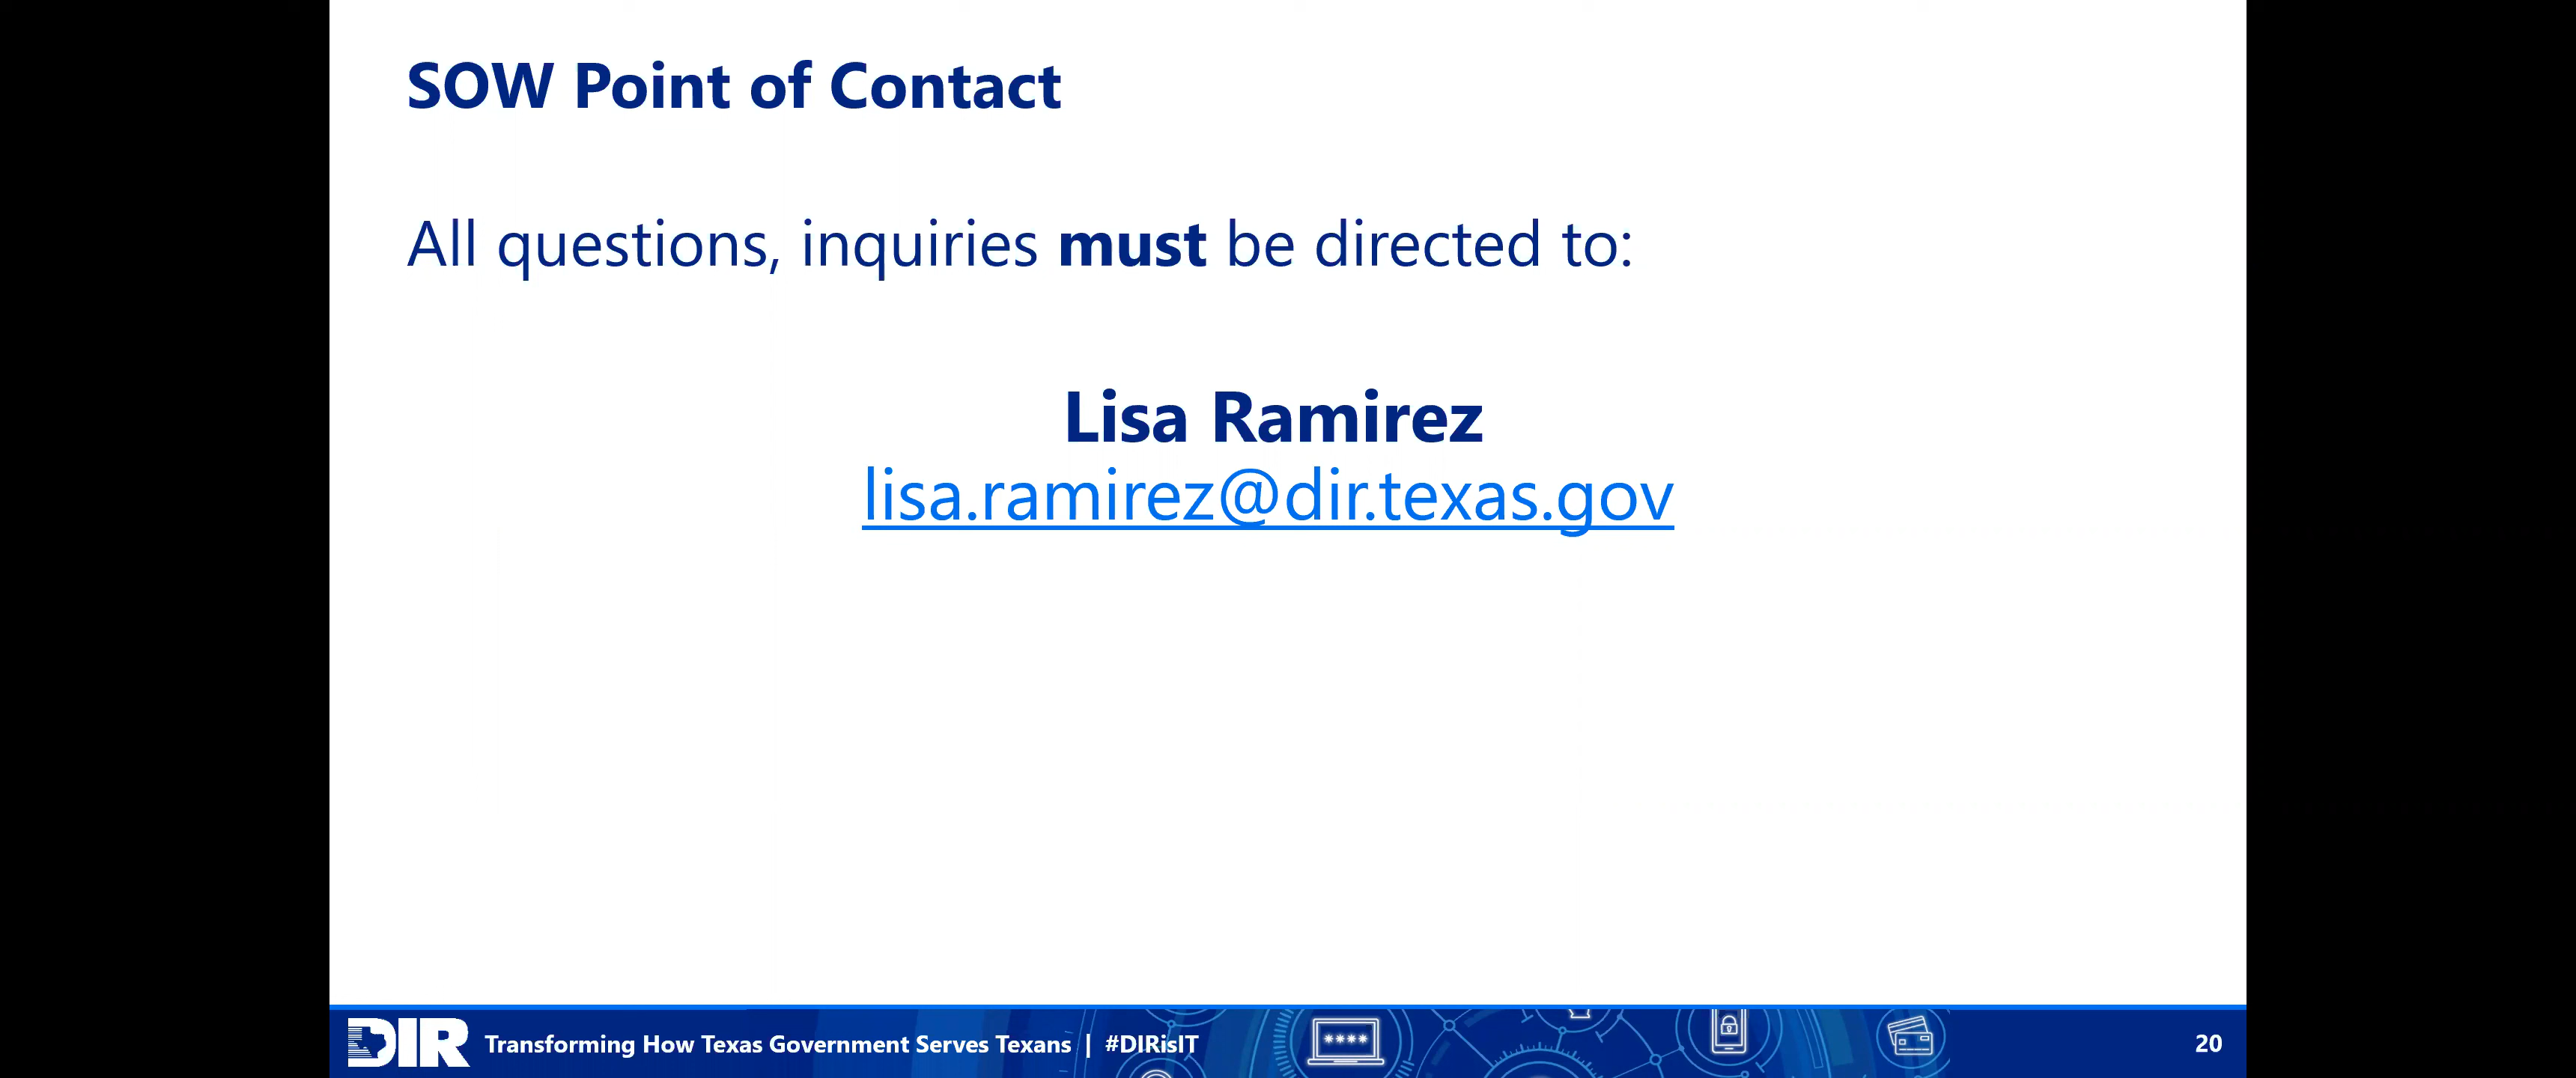 SOW Point of Contact
All questions, inquiries must be directed to:
Lisa Ramirez
lisa.ramirez@dir.texas.gov
DIR Transforming How Texas Government Serves Texans | #DIRisIT
****
20